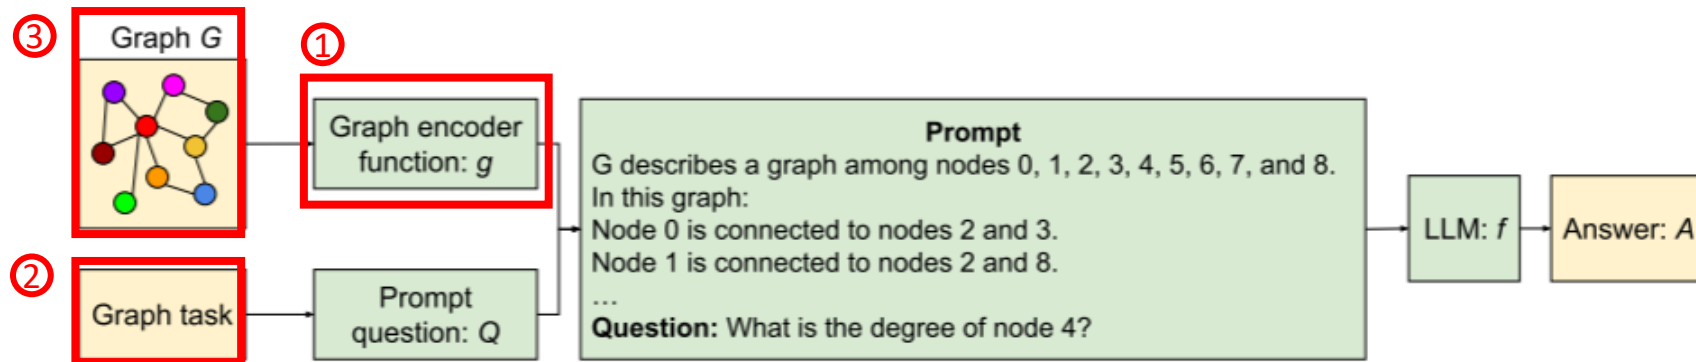 ③
Graph G
①
Graph encoder
function: g
②
Graph task
Prompt
question: Q
Prompt
G describes a graph among nodes 0, 1, 2, 3, 4, 5, 6, 7, and 8.
In this graph:
Node 0 is connected to nodes 2 and 3.
Node 1 is connected to nodes 2 and 8.
...
Question: What is the degree of node 4?
LLM: f
Answer: A